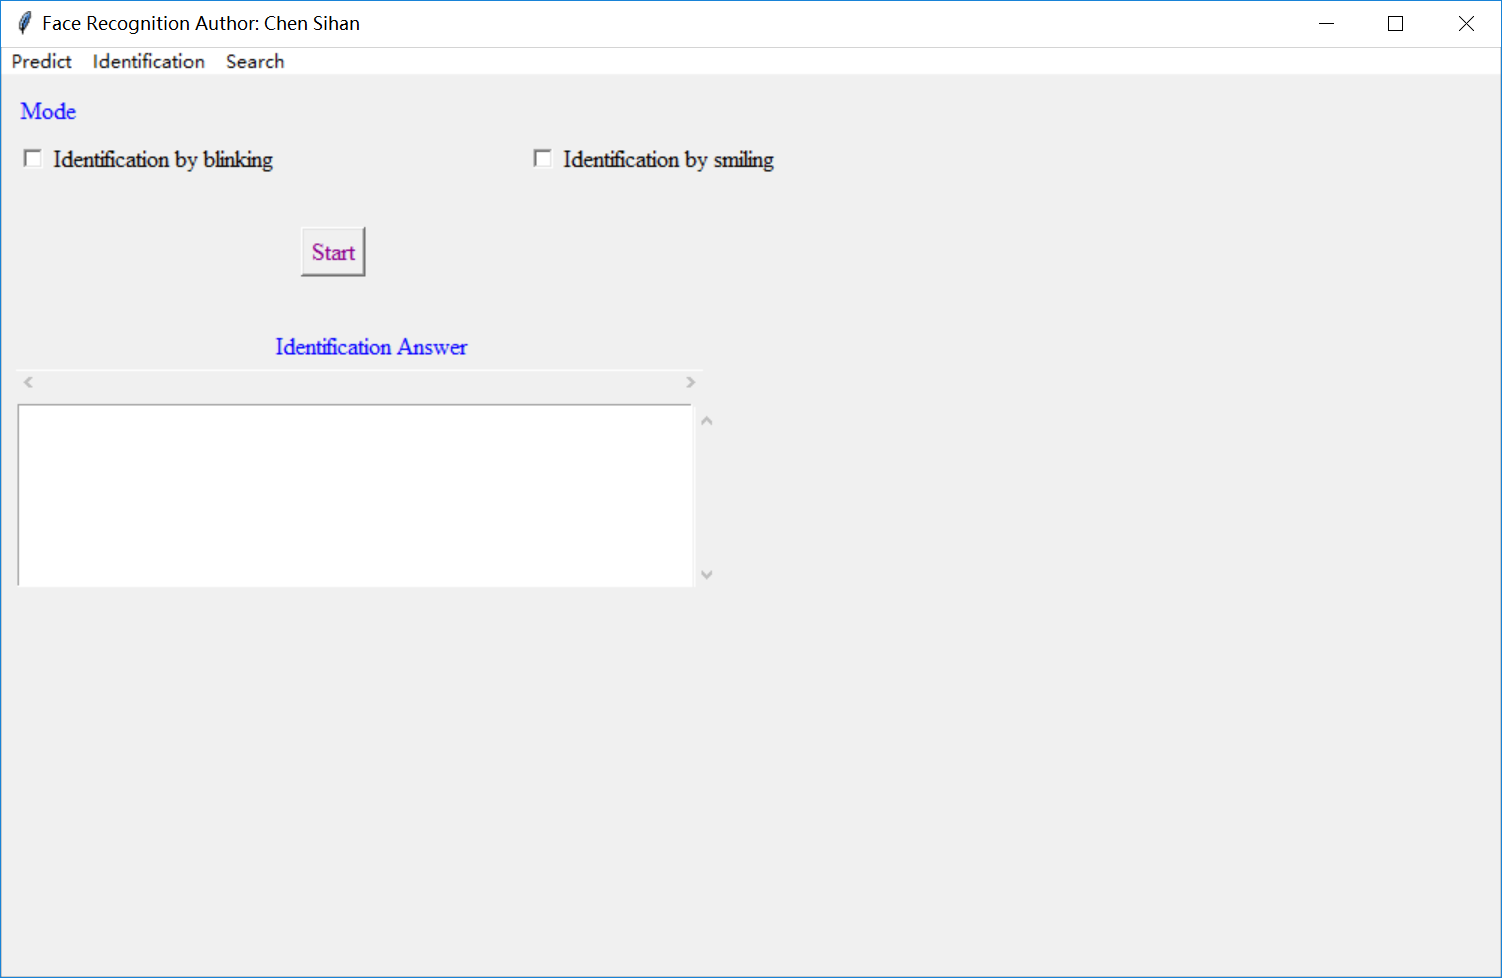 Face Recognition Author: Chen Sihan
Predict Identification Search
Mode
Identification by blinking
Identification by smiling
Start
Identification Answer